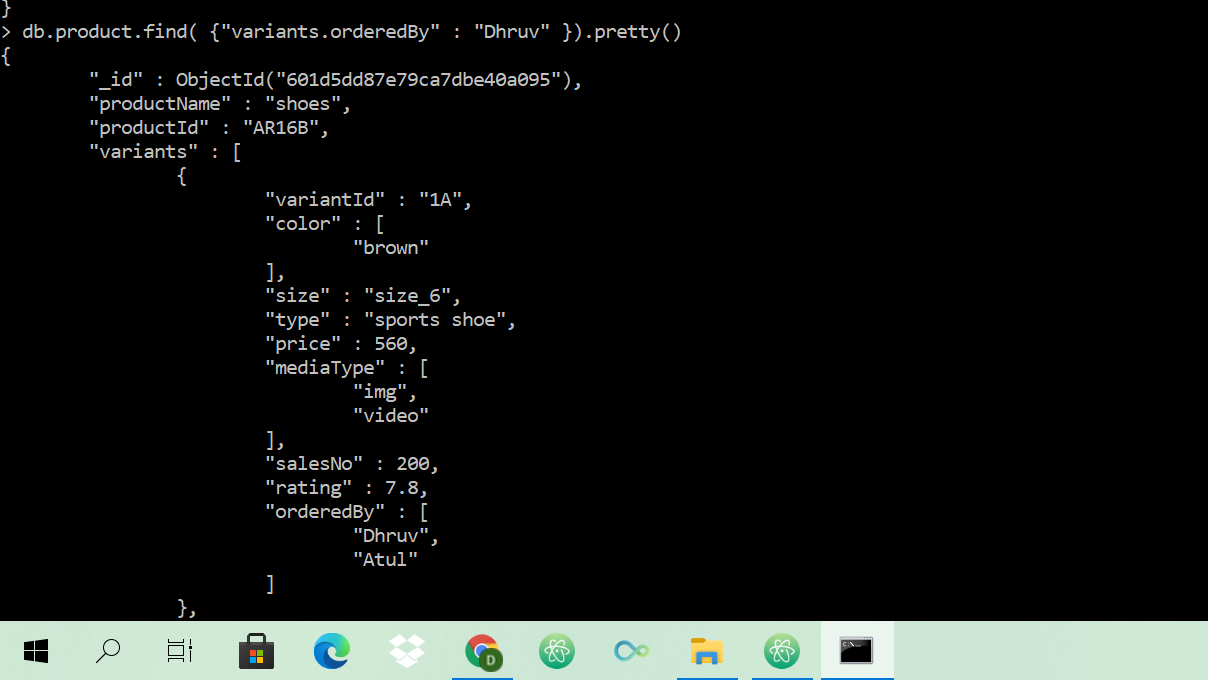 }
> db.product.find( {"variants.orderedBy" : "Dhruv" }).pretty()
{
"_id" : ObjectId("601d5dd87e79ca7dbe40a095"),
"productName" : "shoes",
"productId" : "AR16B",
"variants" : [
{
"variantId" : "1A",
"color" : [
"brown"
],
"size" : "size_6",
"type" : "sports shoe",
"price" : 560,
"mediaType" : [
"img",
"video"
],
"salesNo" : 200,
"rating" : 7.8,
"orderedBy" : [
"Dhruv",
"Atul"
]
},
D
C:\.